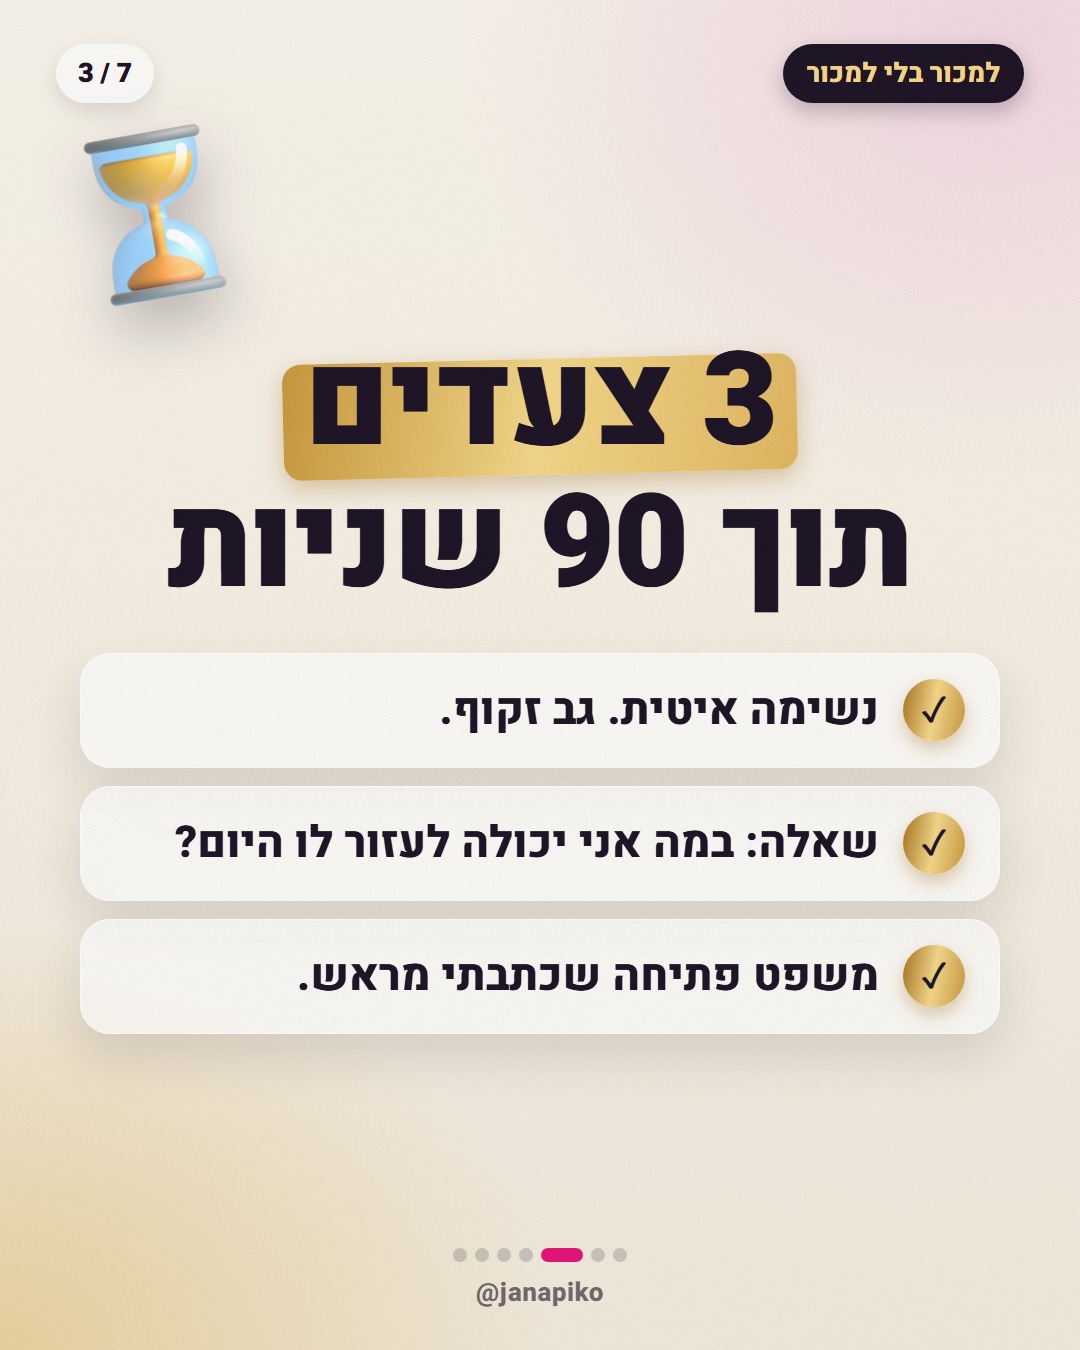 למכור בלי למכור
3 / 7
3 צעדים
תוך 90 שניות
✓ נשימה איטית. גב זקוף.
✓ שאלה: במה אני יכולה לעזור לו היום?
✓ משפט פתיחה שכתבתי מראש.
@janapiko